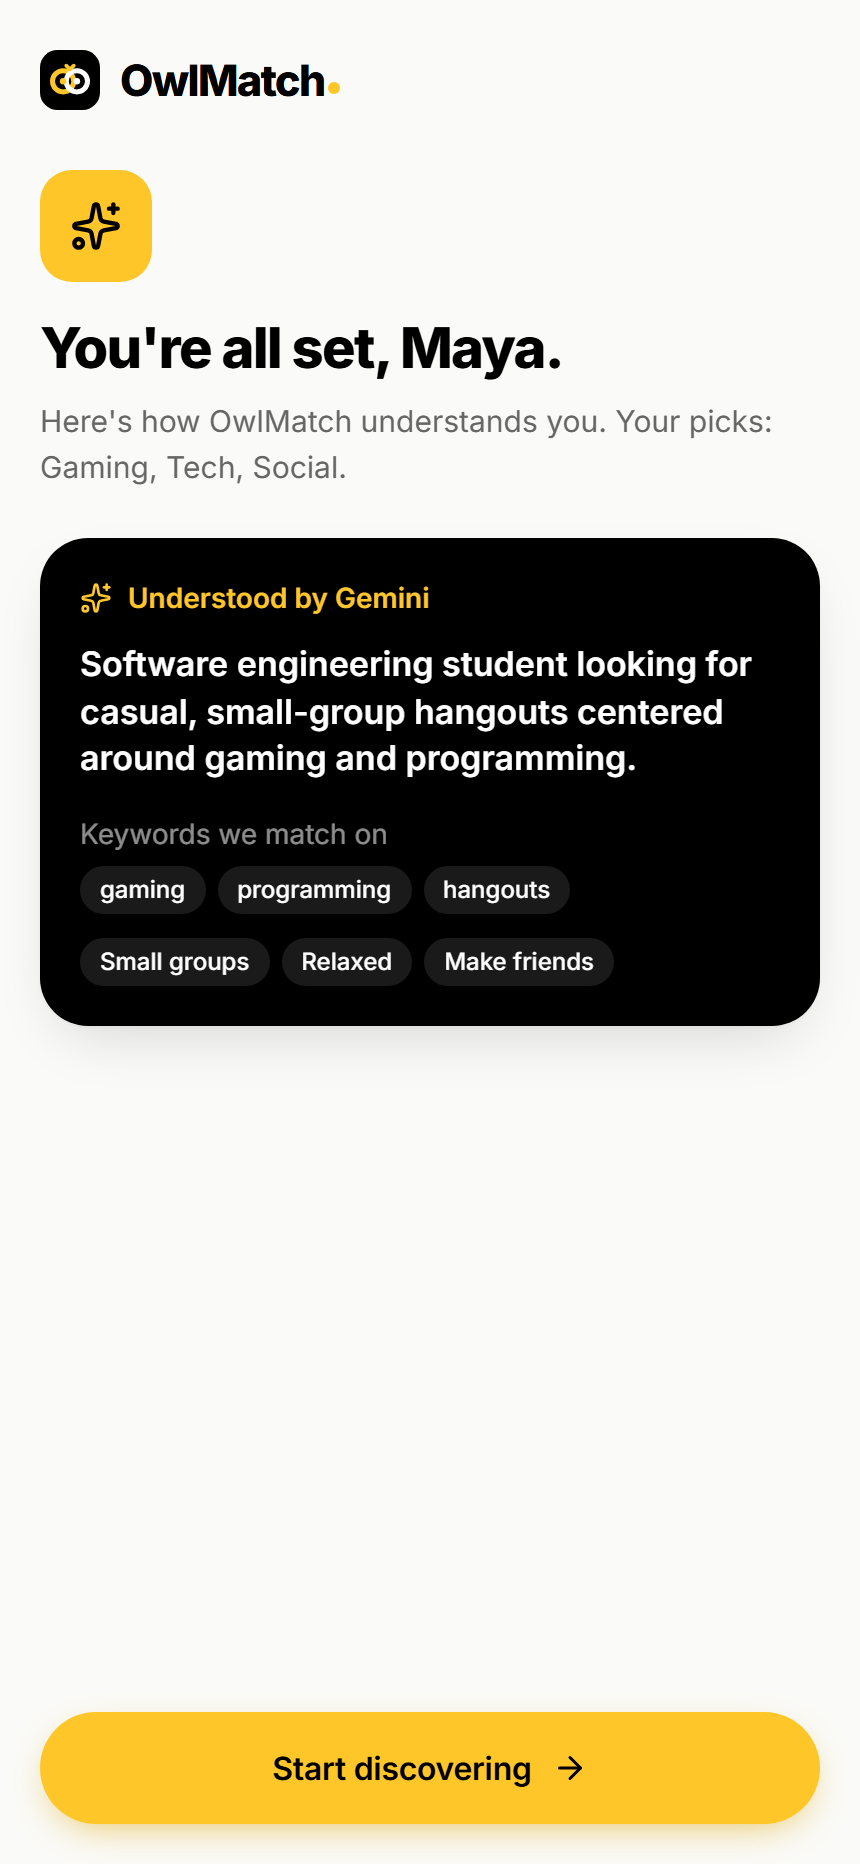 OwlMatch.
You're all set, Maya.
Here's how OwlMatch understands you. Your picks:
Gaming, Tech, Social.
Understood by Gemini
Software engineering student looking for
casual, small-group hangouts centered
around gaming and programming.
Keywords we match on
gaming programming hangouts
Small groups Relaxed Make friends
Start discovering →